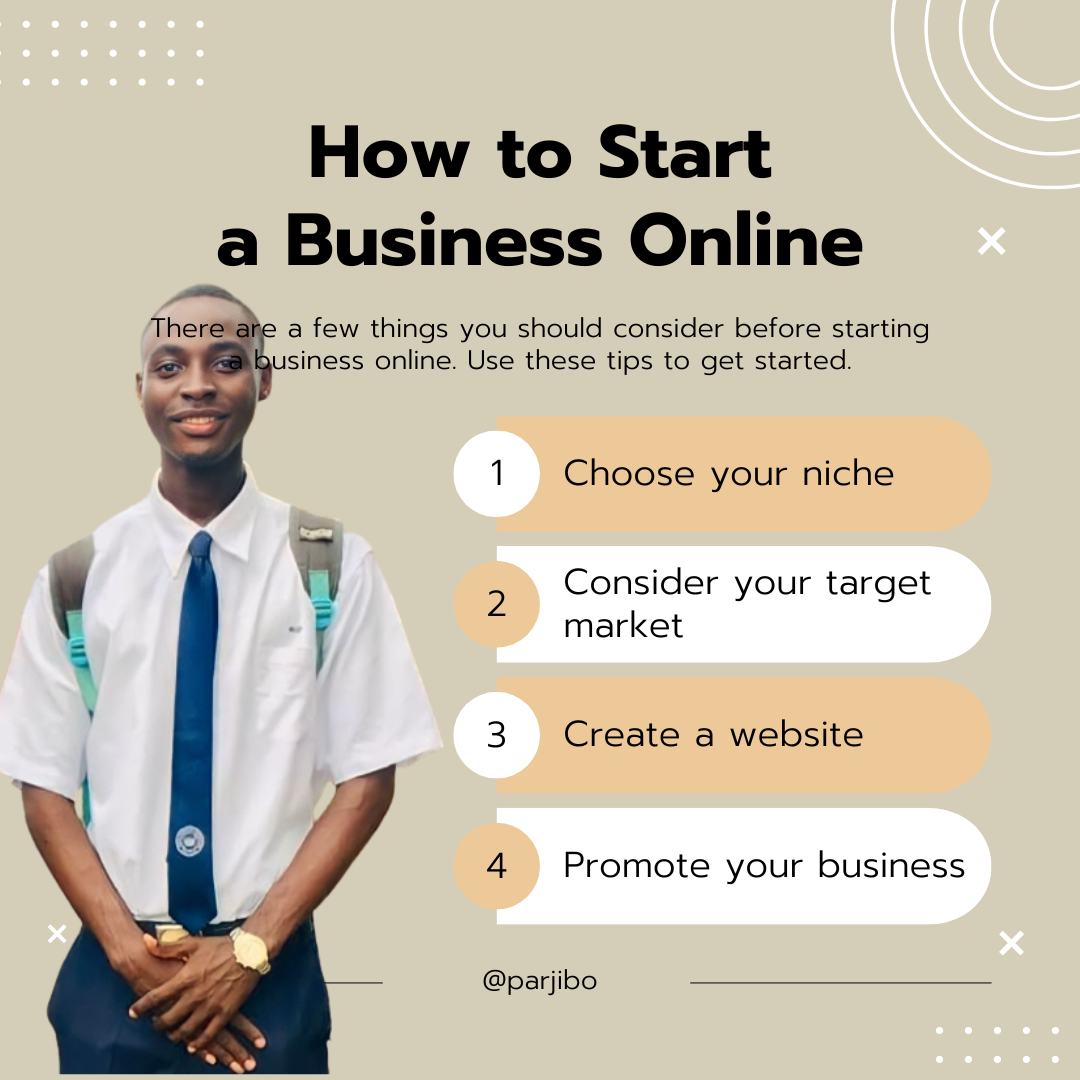 How to Start
a Business Online
There are a few things you should consider before starting
a business online. Use these tips to get started.
1 Choose your niche
2 Consider your target
market
3 Create a website
4 Promote your business
@parjibo